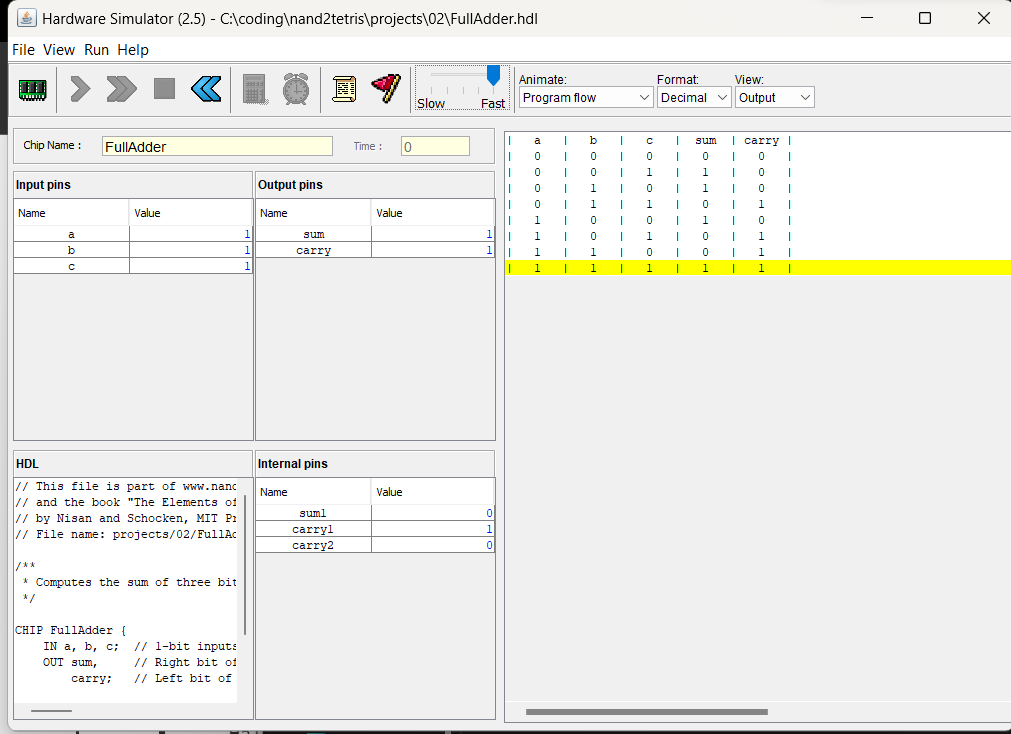 Hardware Simulator (2.5) - C:\coding\nand2tetris\projects\02\FullAdder.hdl
File View Run Help
Slow Fast
Animate: Format: View:
Program flow Decimal Output
Chip Name : FullAdder Time : 0
Input pins
Name Value
a 1
b 1
c 1
Output pins
Name Value
sum 1
carry 1
HDL
// This file is part of www.nand
// and the book "The Elements of
// by Nisan and Schocken, MIT Pr
// File name: projects/02/FullAd
/**
* Computes the sum of three bit
*/
CHIP FullAdder {
IN a, b, c; // 1-bit inputs
OUT sum, // Right bit of
carry; // Left bit of
Internal pins
Name Value
sum1 0
carry1 1
carry2 0
| a | b | c | sum | carry |
| 0 | 0 | 0 | 0 | 0 |
| 0 | 0 | 1 | 1 | 0 |
| 0 | 1 | 0 | 1 | 0 |
| 0 | 1 | 1 | 0 | 1 |
| 1 | 0 | 0 | 1 | 0 |
| 1 | 0 | 1 | 0 | 1 |
| 1 | 1 | 0 | 0 | 1 |
| 1 | 1 | 1 | 1 | 1 |